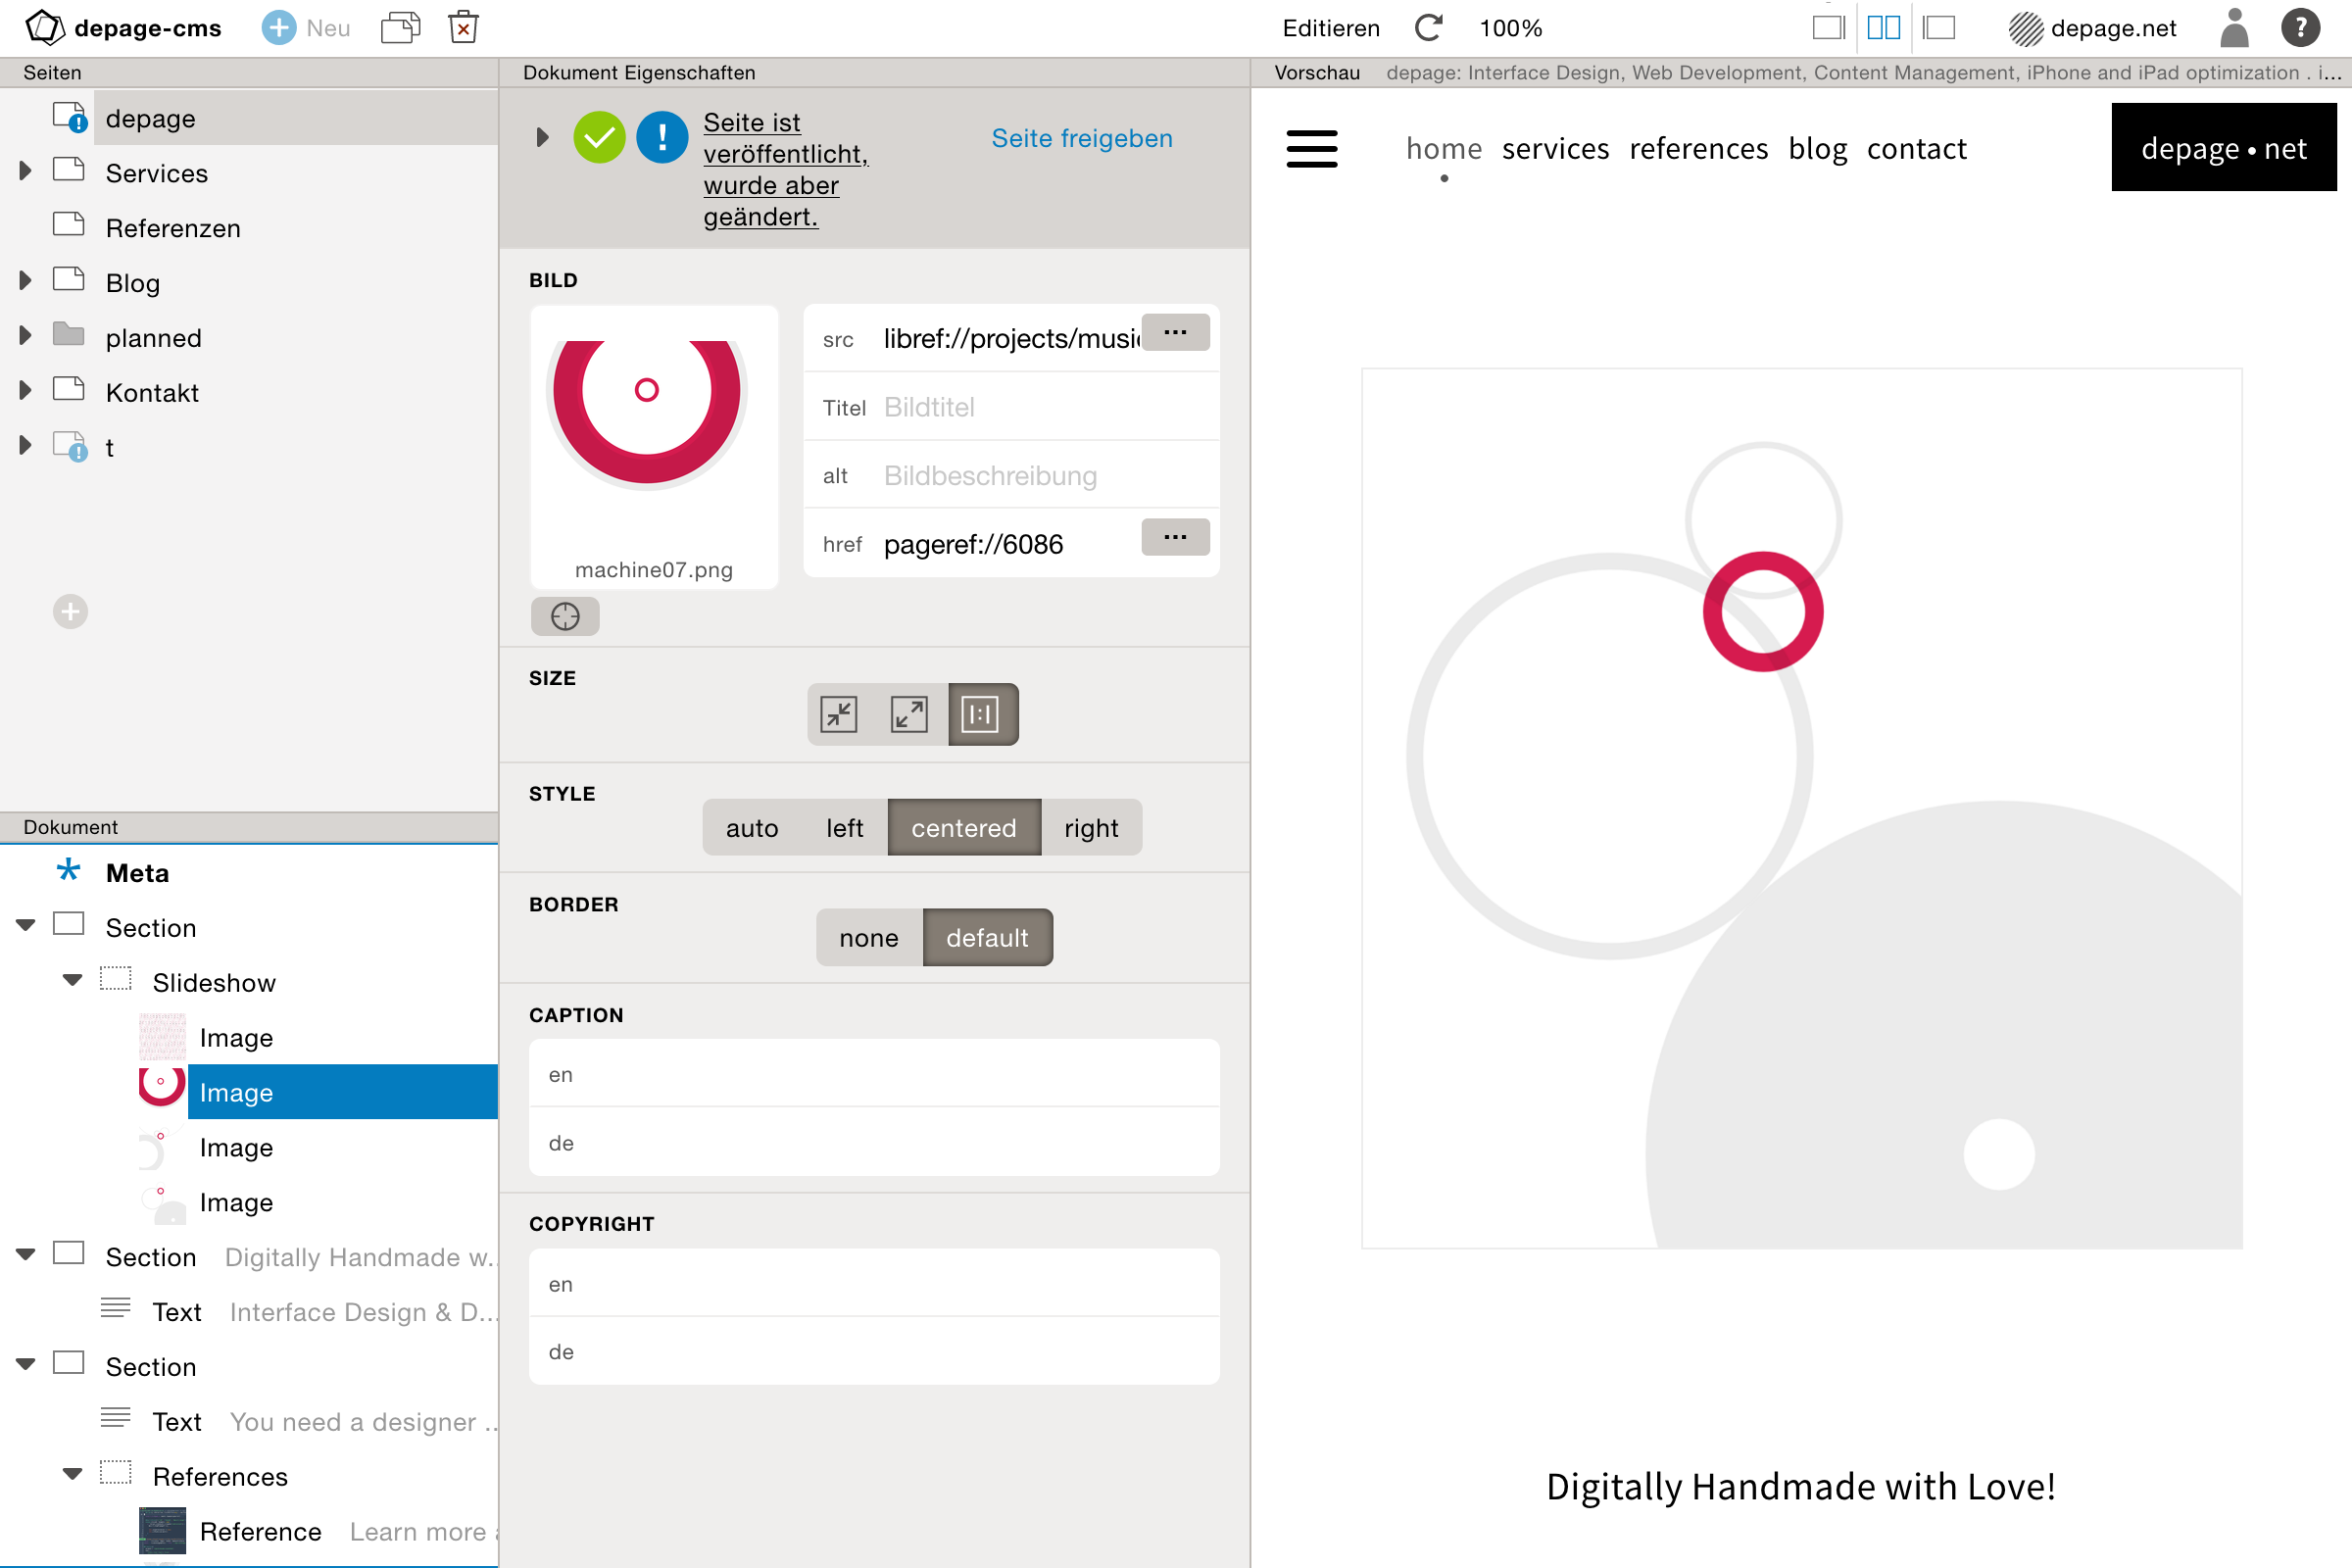 depage-cms
Neu
Editieren
100%
depage.net
?
Seiten
Dokument Eigenschaften
Vorschau
depage: Interface Design, Web Development, Content Management, iPhone and iPad optimization . i...
depage
Services
Referenzen
Blog
planned
Kontakt
t
Dokument
Meta
Section
Slideshow
Image
Image
Image
Image
Section Digitally Handmade w...
Text Interface Design & D...
Section
Text You need a designer ...
References
Reference Learn more
Seite ist
veröffentlicht,
wurde aber
geändert.
Seite freigeben
BILD
machine07.png
src libref://projects/music ...
Titel Bildtitel
alt Bildbeschreibung
href pageref://6086 ...
SIZE
1:1
STYLE
auto left centered right
BORDER
none default
CAPTION
en
de
COPYRIGHT
en
de
home services references blog contact
depage • net
Digitally Handmade with Love!